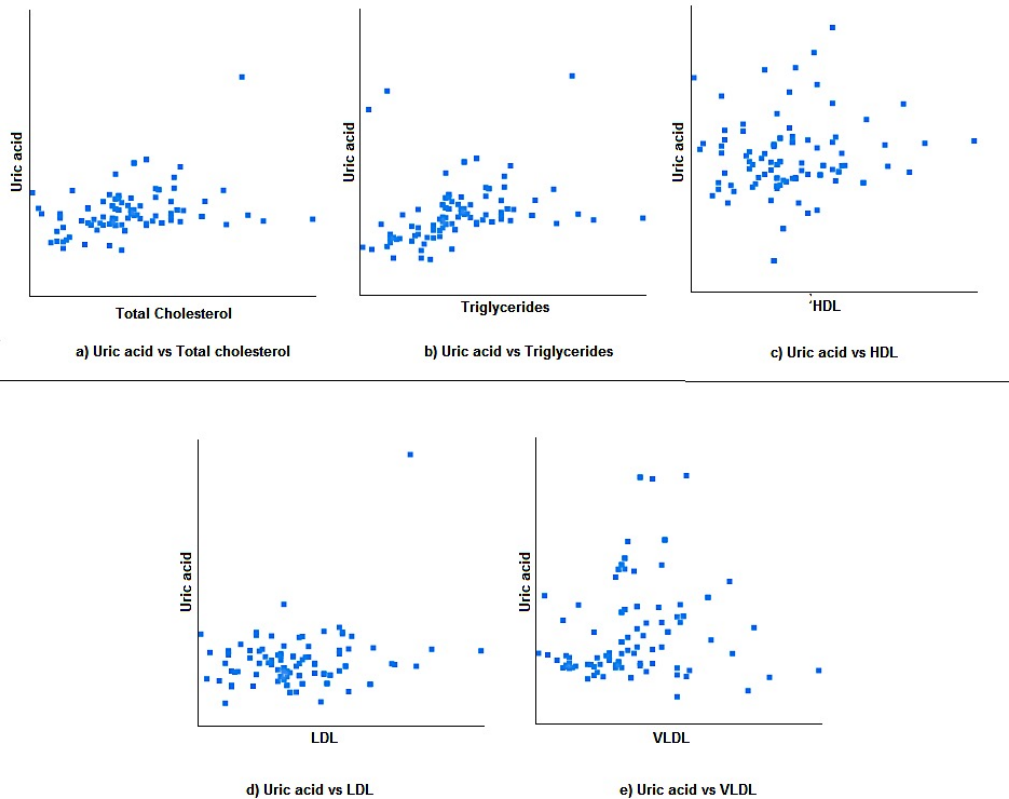 Uric acid
Total Cholesterol
a) Uric acid vs Total cholesterol
Uric acid
Triglycerides
b) Uric acid vs Triglycerides
Uric acid
HDL
c) Uric acid vs HDL
Uric acid
LDL
d) Uric acid vs LDL
Uric acid
VLDL
e) Uric acid vs VLDL